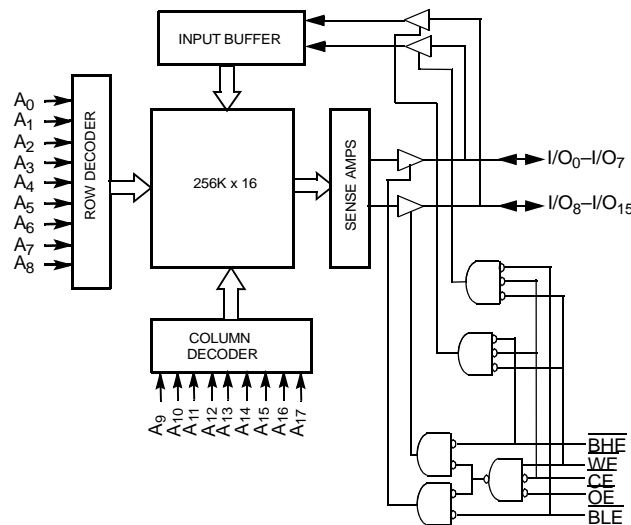 INPUT BUFFER
A0
A1
A2
A3
A4
A5
A6
A7
A8
ROW DECODER
256K x 16
SENSE AMPS
I/O0–I/O7
I/O8–I/O15
COLUMN
DECODER
A9
A10
A11
A12
A13
A14
A15
A16
A17
BHE
WE
CE
OE
BLE